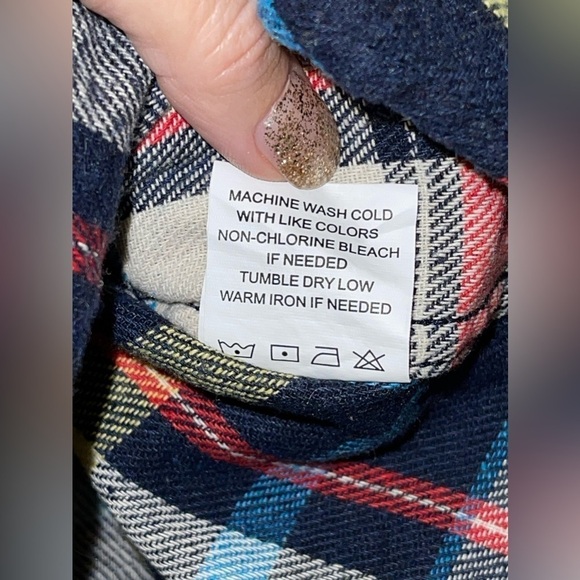 MACHINE WASH COLD
WITH LIKE COLORS
NON-CHLORINE BLEACH
IF NEEDED
TUMBLE DRY LOW
WARM IRON IF NEEDED